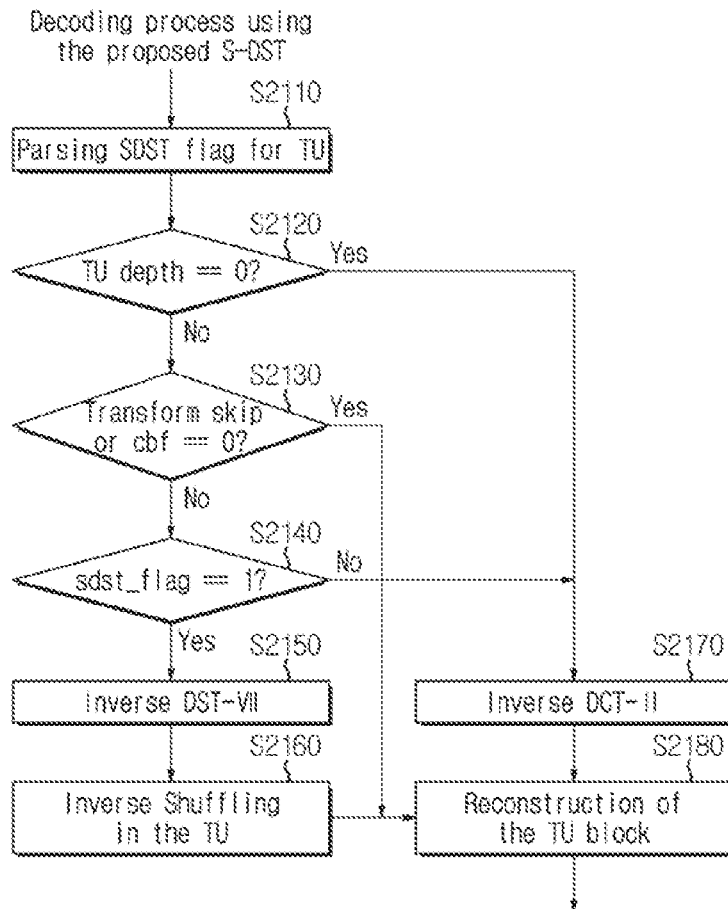 Decoding process using
the proposed S-DST
S2110
Parsing SDST flag for TU
S2120
TU depth == 0?
Yes
No
S2130
Transform skip
or cbf == 0?
Yes
No
S2140
sdst_flag == 1?
No
Yes
S2150
Inverse DST-VII
S2170
Inverse DCT-II
S2160
Inverse Shuffling
in the TU
S2180
Reconstruction of
the TU block